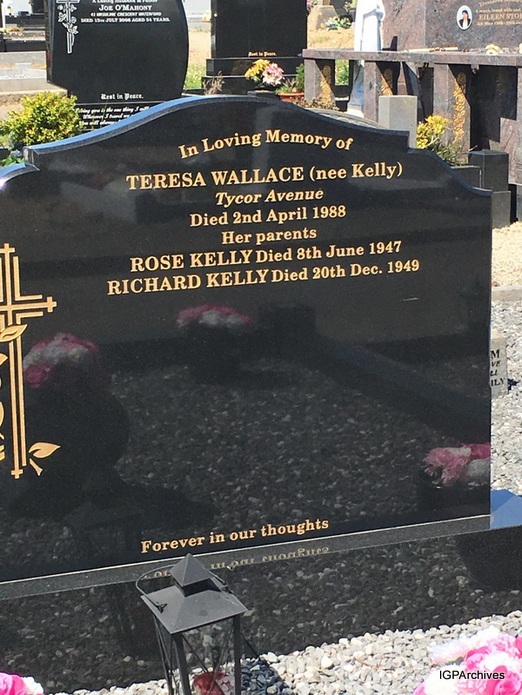 JOE O'MAHONY
Rest in Peace.
In Loving Memory of
TERESA WALLACE (nee Kelly)
Tycor Avenue
Died 2nd April 1988
Her parents
ROSE KELLY Died 8th June 1947
RICHARD KELLY Died 20th Dec. 1949
Forever in our thoughts
IGPArchives